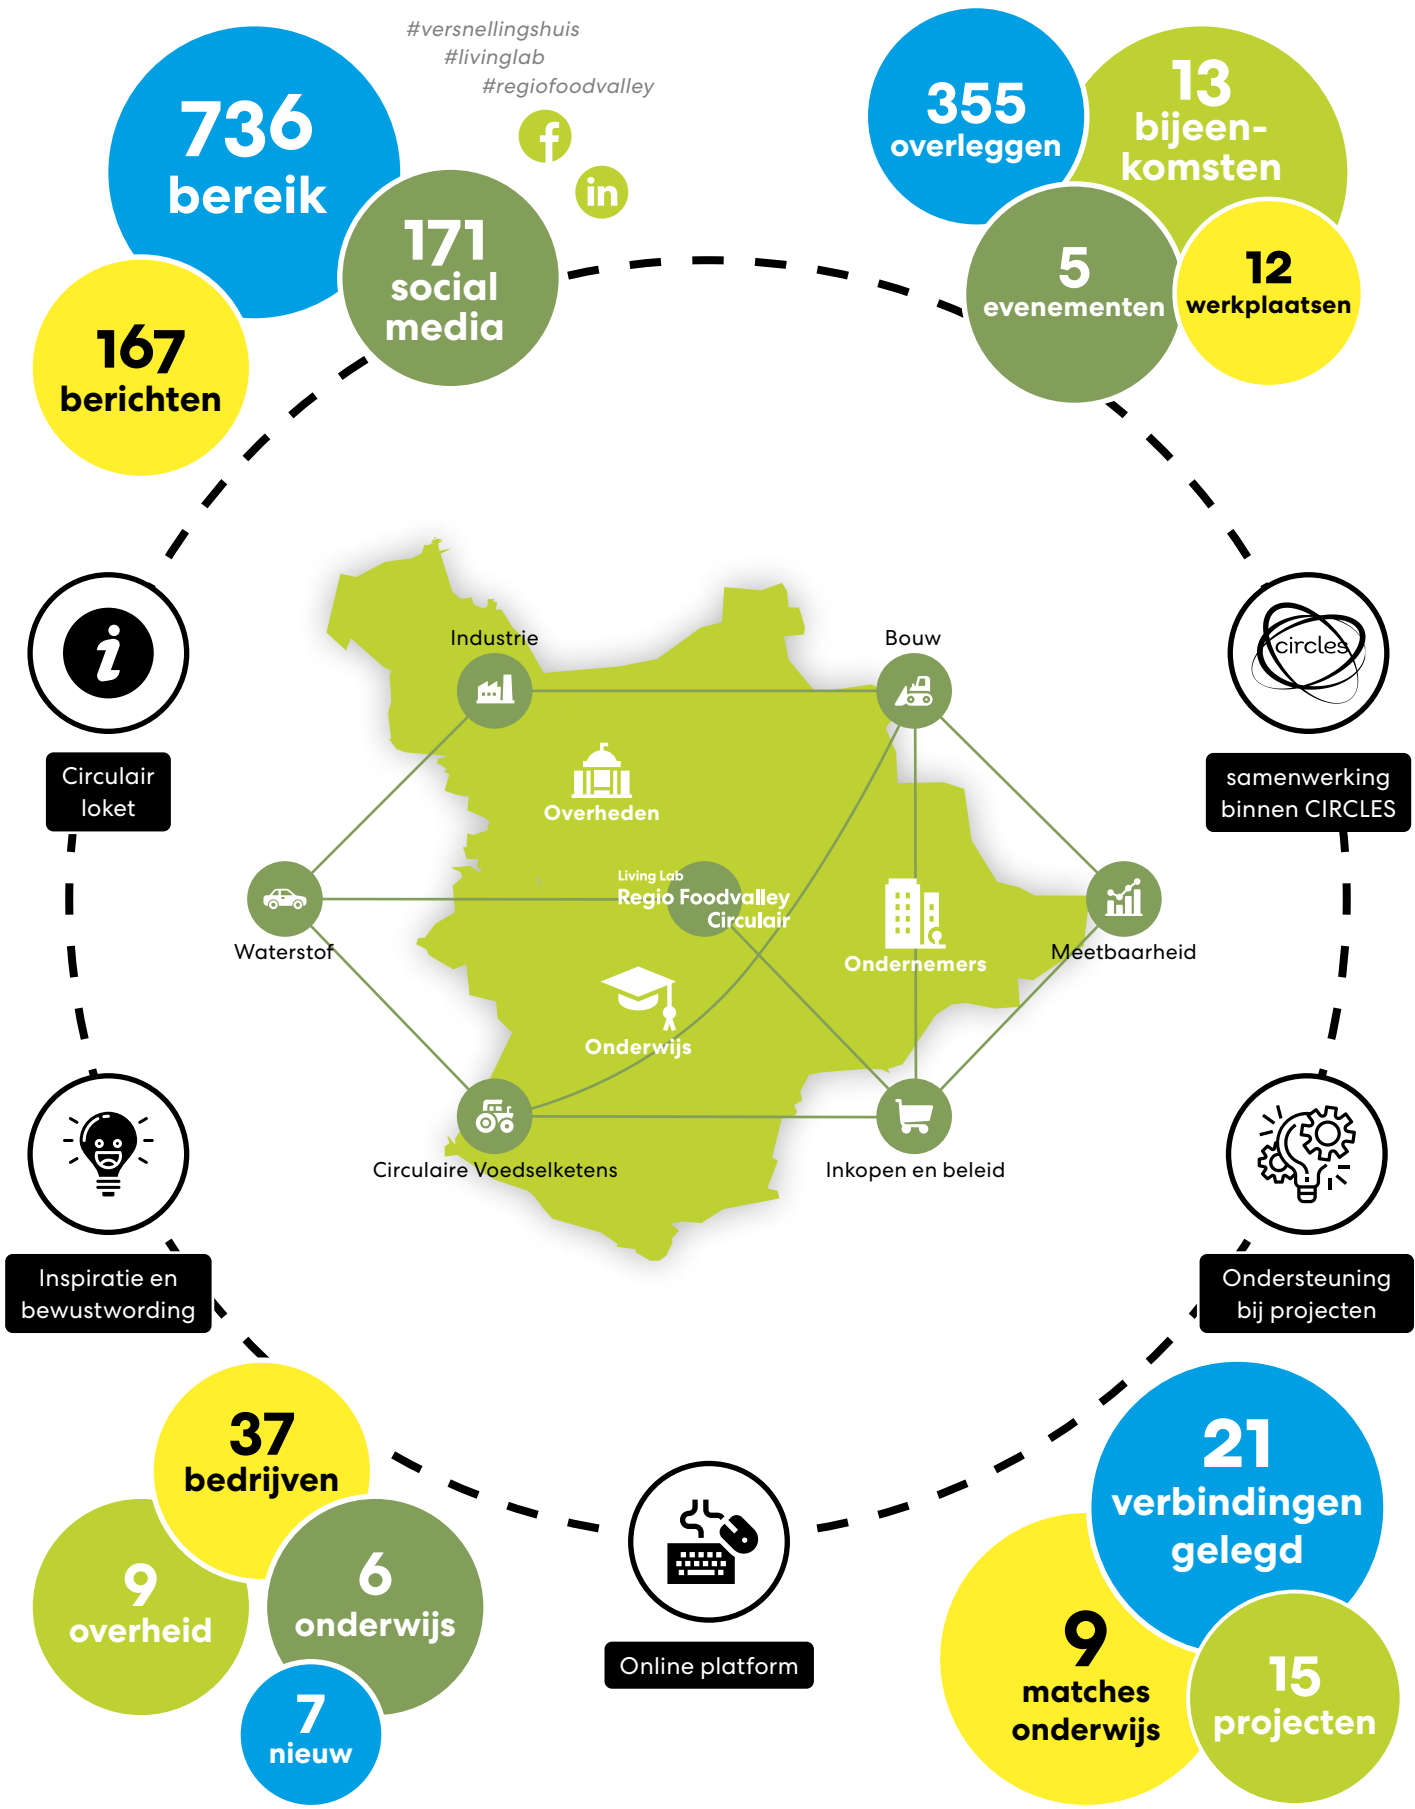 #versnellingshuis
#livinglab
#regiofoodvalley
736
bereik
171
social
media
167
berichten
355
overleggen
13
bijeen-
komsten
5
evenementen
12
werkplaatsen
i
Circulair
loket
circles
samenwerking
binnen CIRCLES
Industrie
Bouw
Overheden
Living Lab
Regio Foodvalley
Circulair
Waterstof
Ondernemers
Meetbaarheid
Onderwijs
Circulaire Voedselketens
Inkopen en beleid
Inspiratie en
bewustwording
Ondersteuning
bij projecten
37
bedrijven
9
overheid
6
onderwijs
7
nieuw
Online platform
21
verbindingen
gelegd
9
matches
onderwijs
15
projecten